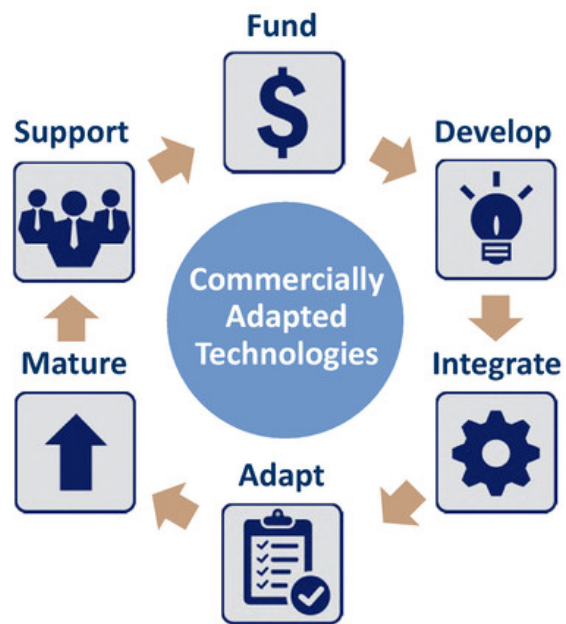 Fund
Support
Develop
Commercially
Adapted
Technologies
Mature
Integrate
Adapt
$